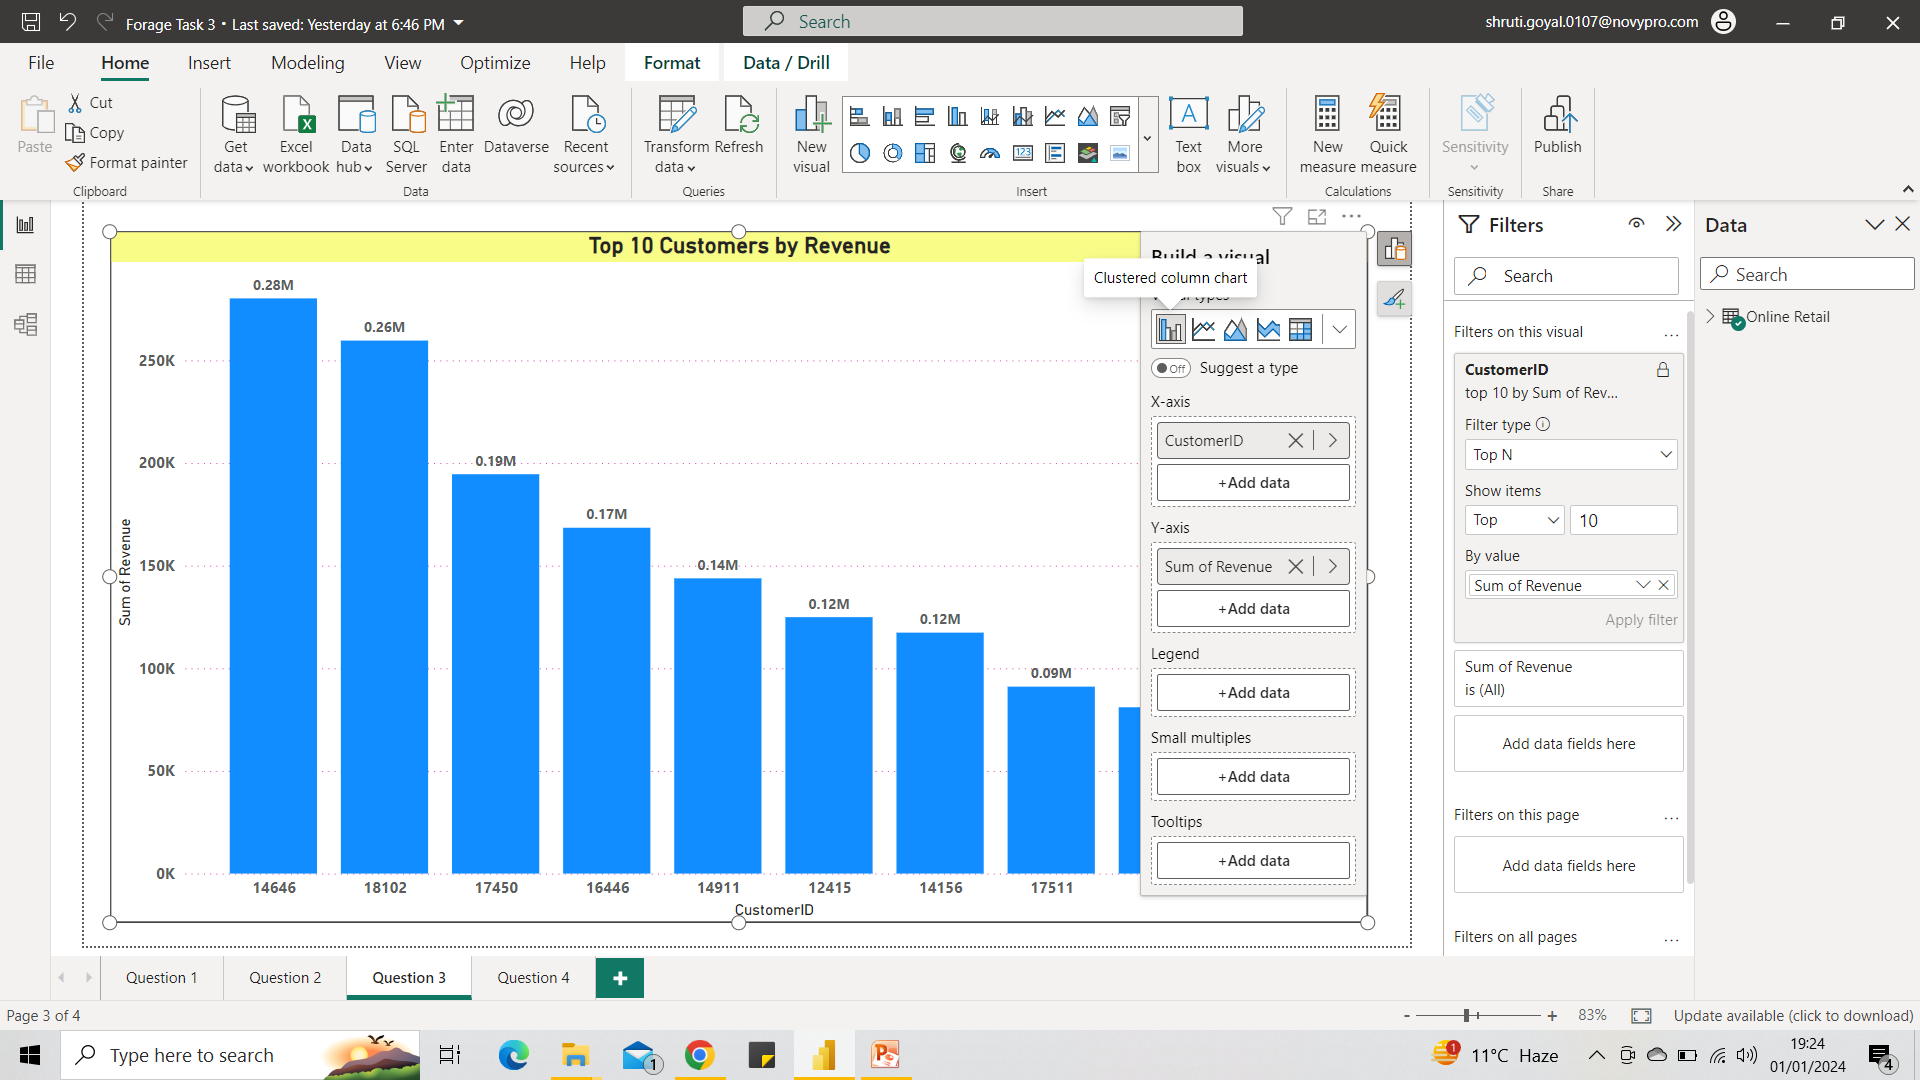 Forage Task 3 • Last saved: Yesterday at 6:46 PM
Search
shruti.goyal.0107@novypro.com
File Home Insert Modeling View Optimize Help Format Data / Drill
Paste
Cut
Copy
Format painter
Clipboard
Get data
Excel workbook
Data hub
SQL Server
Enter data
Dataverse
Recent sources
Data
Transform data
Refresh
Queries
New visual
123
Text box
More visuals
Insert
New measure
Quick measure
Calculations
Sensitivity
Sensitivity
Publish
Share
Top 10 Customers by Revenue
Sum of Revenue
250K
200K
150K
100K
50K
0K
0.28M
0.26M
0.19M
0.17M
0.14M
0.12M
0.12M
0.09M
14646 18102 17450 16446 14911 12415 14156 17511
CustomerID
Build a visual
Clustered column chart
Off
Suggest a type
X-axis
CustomerID
+Add data
Y-axis
Sum of Revenue
+Add data
Legend
+Add data
Small multiples
+Add data
Tooltips
+Add data
Filters
Search
Filters on this visual ...
CustomerID
top 10 by Sum of Rev...
Filter type
Top N
Show items
Top 10
By value
Sum of Revenue
Apply filter
Sum of Revenue
is (All)
Add data fields here
Filters on this page ...
Add data fields here
Filters on all pages ...
Data
Search
Online Retail
Question 1 Question 2 Question 3 Question 4 +
Page 3 of 4
- + 83%
Update available (click to download)
Type here to search
1
1
11°C Haze
19:24
01/01/2024
4